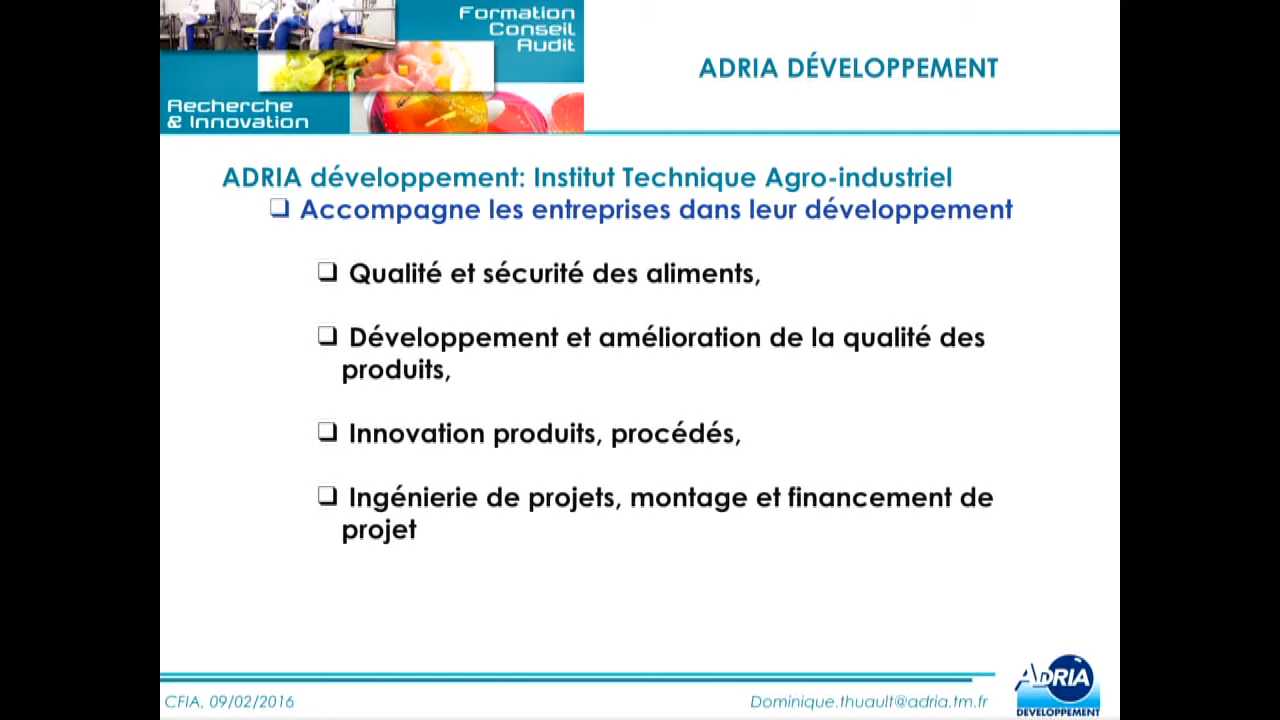 Formation
Conseil
Audit
Recherche
& Innovation
ADRIA DÉVELOPPEMENT
ADRIA développement: Institut Technique Agro-industriel
❑ Accompagne les entreprises dans leur développement
❑ Qualité et sécurité des aliments,
❑ Développement et amélioration de la qualité des
produits,
❑ Innovation produits, procédés,
❑ Ingénierie de projets, montage et financement de
projet
CFIA, 09/02/2016
Dominique.thuault@adria.tm.fr
ADRIA
DÉVELOPPEMENT